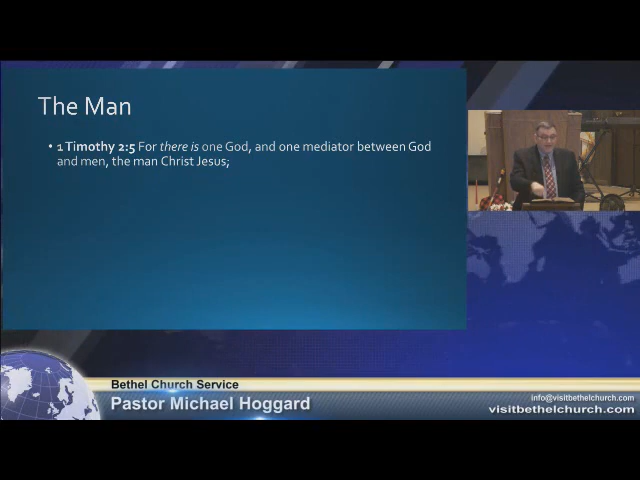 The Man
• 1 Timothy 2:5 For there is one God, and one mediator between God
and men, the man Christ Jesus;
Bethel Church Service
Pastor Michael Hoggard
info@visitbethelchurch.com
visitbethelchurch.com